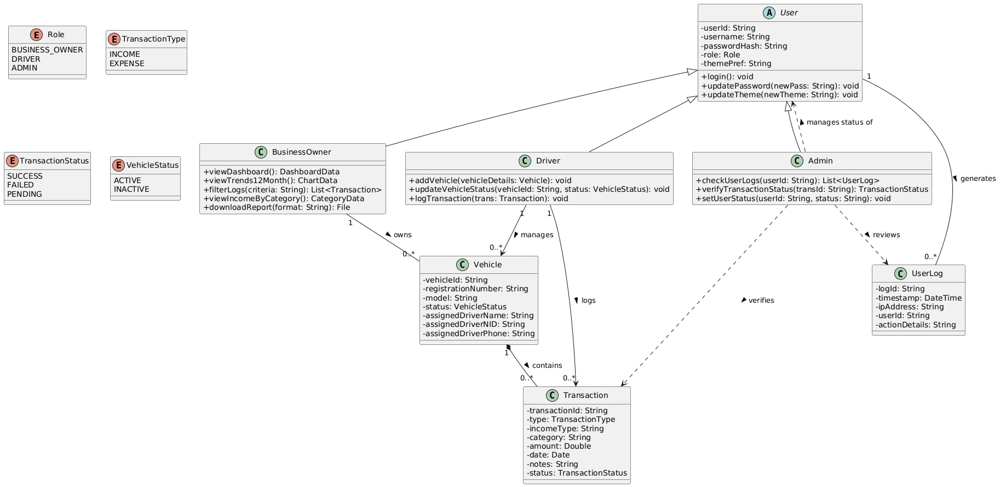 E Role
BUSINESS_OWNER
DRIVER
ADMIN
E TransactionType
INCOME
EXPENSE
A User
-userId: String
-username: String
-passwordHash: String
-role: Role
-themePref: String
+login(): void
+updatePassword(newPass: String): void
+updateTheme(newTheme: String): void
1
manages status of
generates
E TransactionStatus
SUCCESS
FAILED
PENDING
E VehicleStatus
ACTIVE
INACTIVE
C BusinessOwner
+viewDashboard(): DashboardData
+viewTrends12Month(): ChartData
+filterLogs(criteria: String): List<Transaction>
+viewIncomeByCategory(): CategoryData
+downloadReport(format: String): File
C Driver
+addVehicle(vehicleDetails: Vehicle): void
+updateVehicleStatus(vehicleId: String, status: VehicleStatus): void
+logTransaction(trans: Transaction): void
C Admin
+checkUserLogs(userId: String): List<UserLog>
+verifyTransactionStatus(transId: String): TransactionStatus
+setUserStatus(userId: String, status: String): void
1
owns
0..*
1
manages
0..*
1
logs
0..*
verifies
reviews
0..*
C Vehicle
-vehicleId: String
-registrationNumber: String
-model: String
-status: VehicleStatus
-assignedDriverName: String
-assignedDriverNID: String
-assignedDriverPhone: String
C UserLog
-logId: String
-timestamp: DateTime
-ipAddress: String
-userId: String
-actionDetails: String
1
contains
0..*
C Transaction
-transactionId: String
-type: TransactionType
-incomeType: String
-category: String
-amount: Double
-date: Date
-notes: String
-status: TransactionStatus